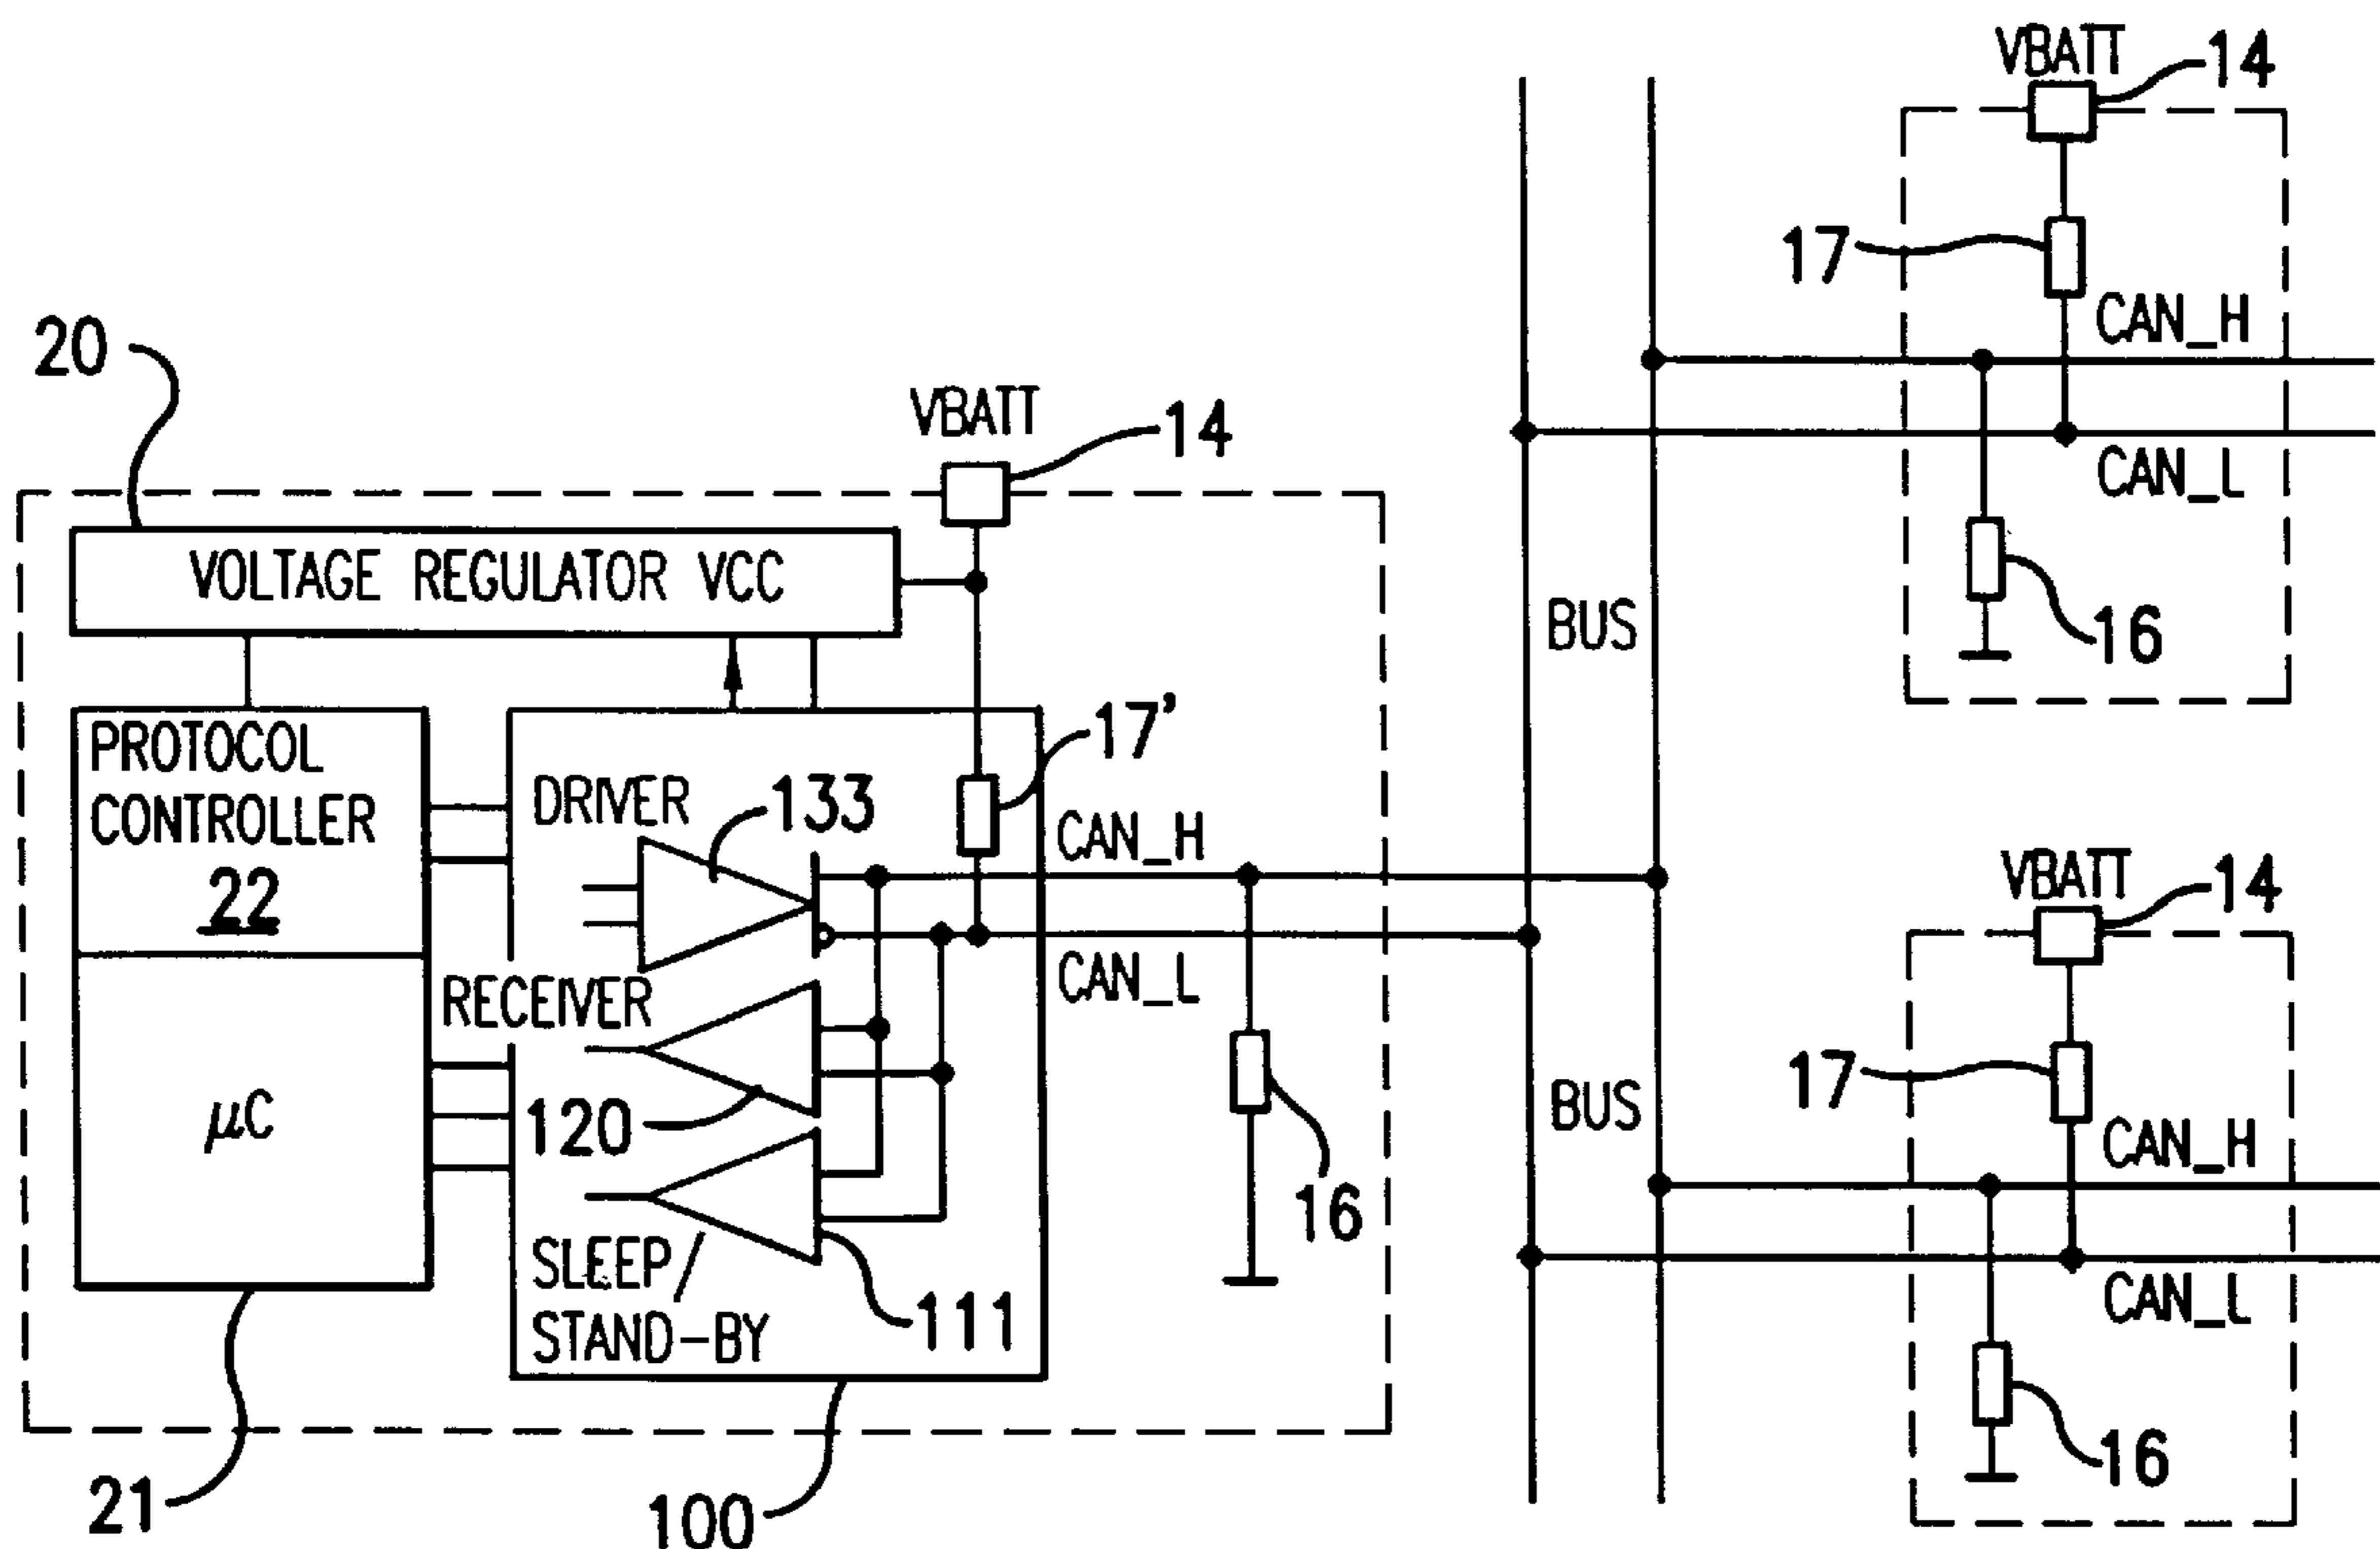 VBATT
14
17
CAN_H
CAN_L
16
20
VBATT
14
VOLTAGE REGULATOR VCC
BUS
PROTOCOL
CONTROLLER
22
17'
DRIVER
133
CAN_H
CAN_L
RECEIVER
120
µC
SLEEP/
STAND-BY
111
16
BUS
VBATT
14
17
CAN_H
CAN_L
16
21
100